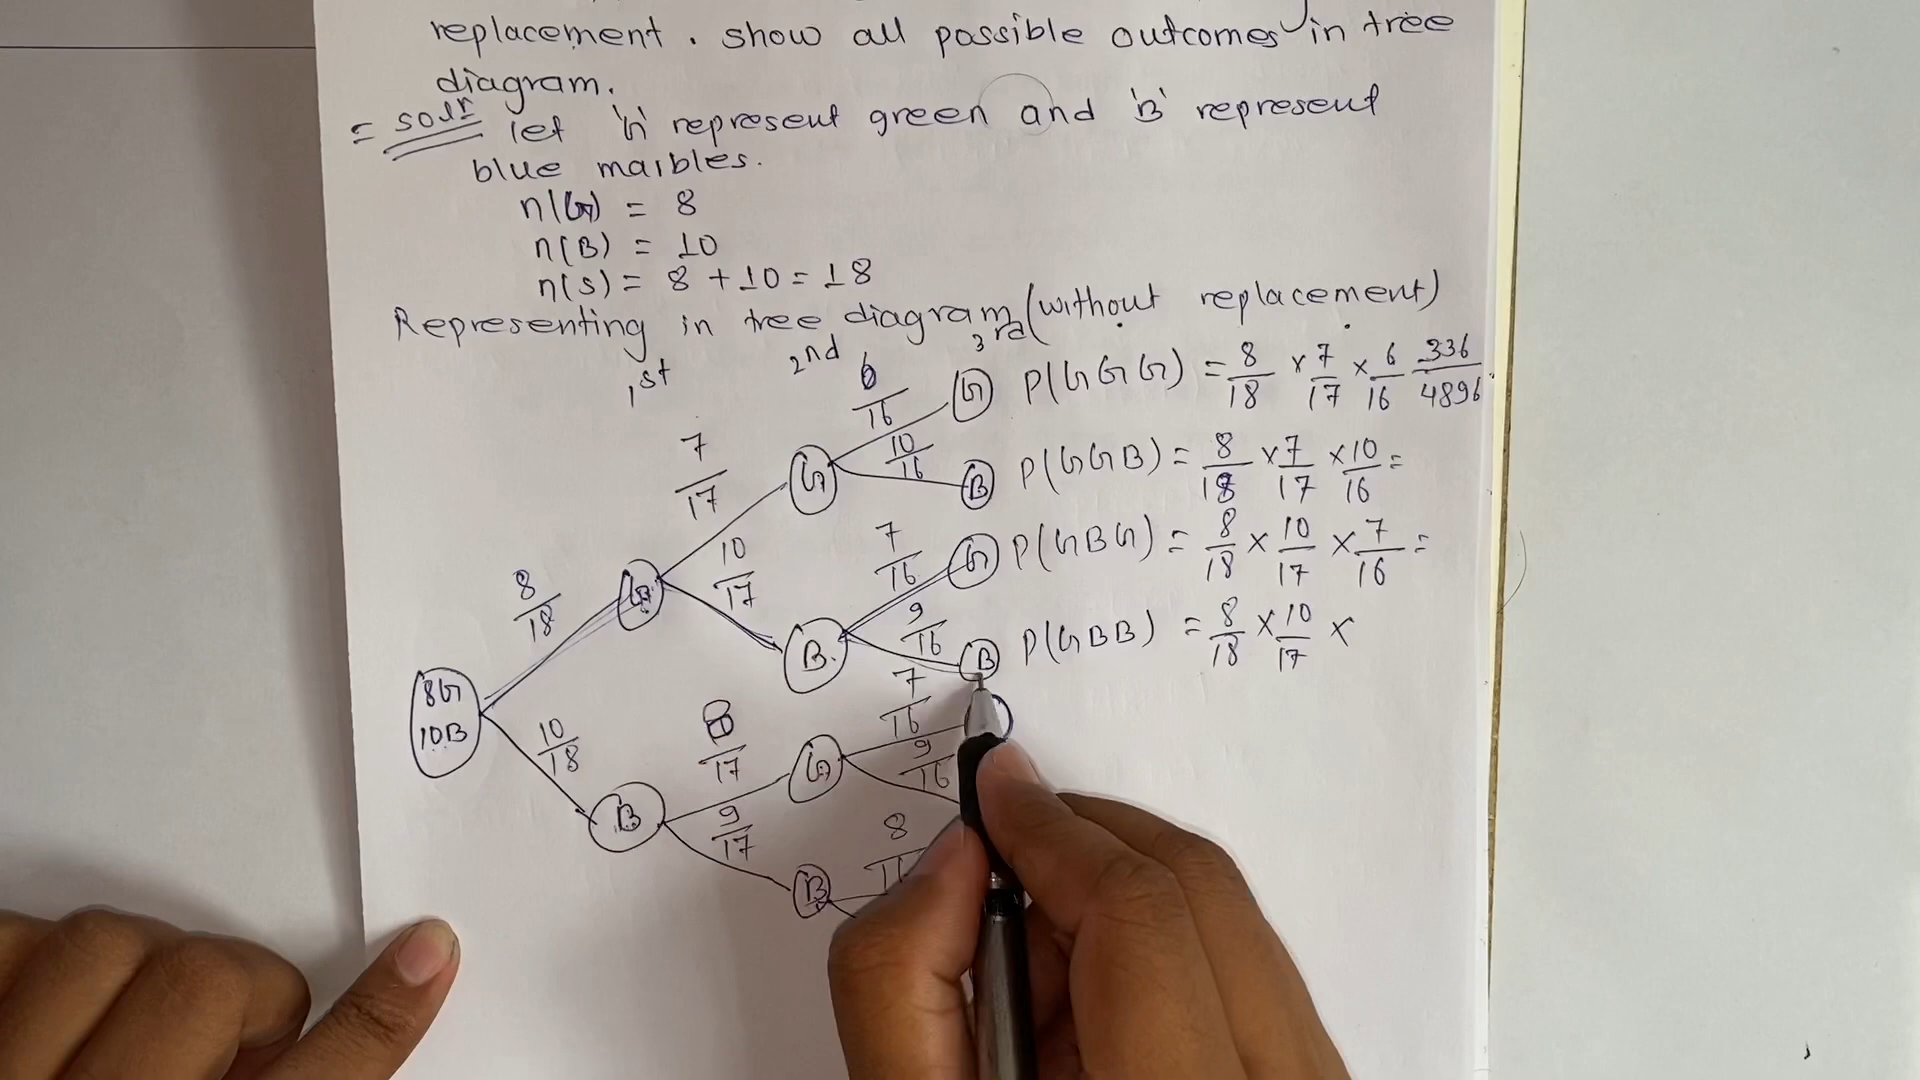 replacement. show all possible outcomes in tree
diagram.
= soln let 'G' represent green and 'B' represent
blue marbles.
n(G) = 8
n(B) = 10
n(S) = 8 + 10 = 18
Representing in tree diagram (without replacement)
1st 2nd 3rd
8/18 G
10/18 B
7/17 G
10/17 B
8/17 G
9/17 B
6/16 G P(GGG) = 8/18 × 7/17 × 6/16 336/4896
10/16 B P(GGB) = 8/18 × 7/17 × 10/16 =
7/16 G P(GBG) = 8/18 × 10/17 × 7/16 =
9/16 B P(GBB) = 8/18 × 10/17 ×
8G
10B
7/16
9/16
8